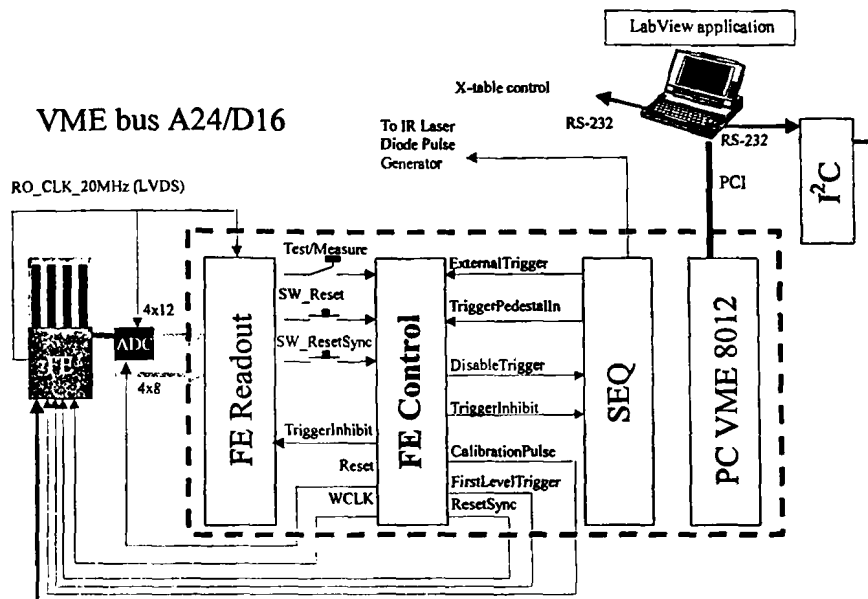 LabView application
X-table control
VME bus A24/D16
To IR Laser
Diode Pulse
Generator
RS-232
RS-232
PCI
I²C
RO_CLK_20MHz (LVDS)
Test/Measure
ExternalTrigger
SW_Reset
TriggerPedestalIn
4x12
ADC
SW_ResetSync
DisableTrigger
4x8
TriggerInhibit
TriggerInhibit
FE Readout
FE Control
SEQ
PC VME 8012
Reset
CalibrationPulse
WCLK
FirstLevelTrigger
ResetSync